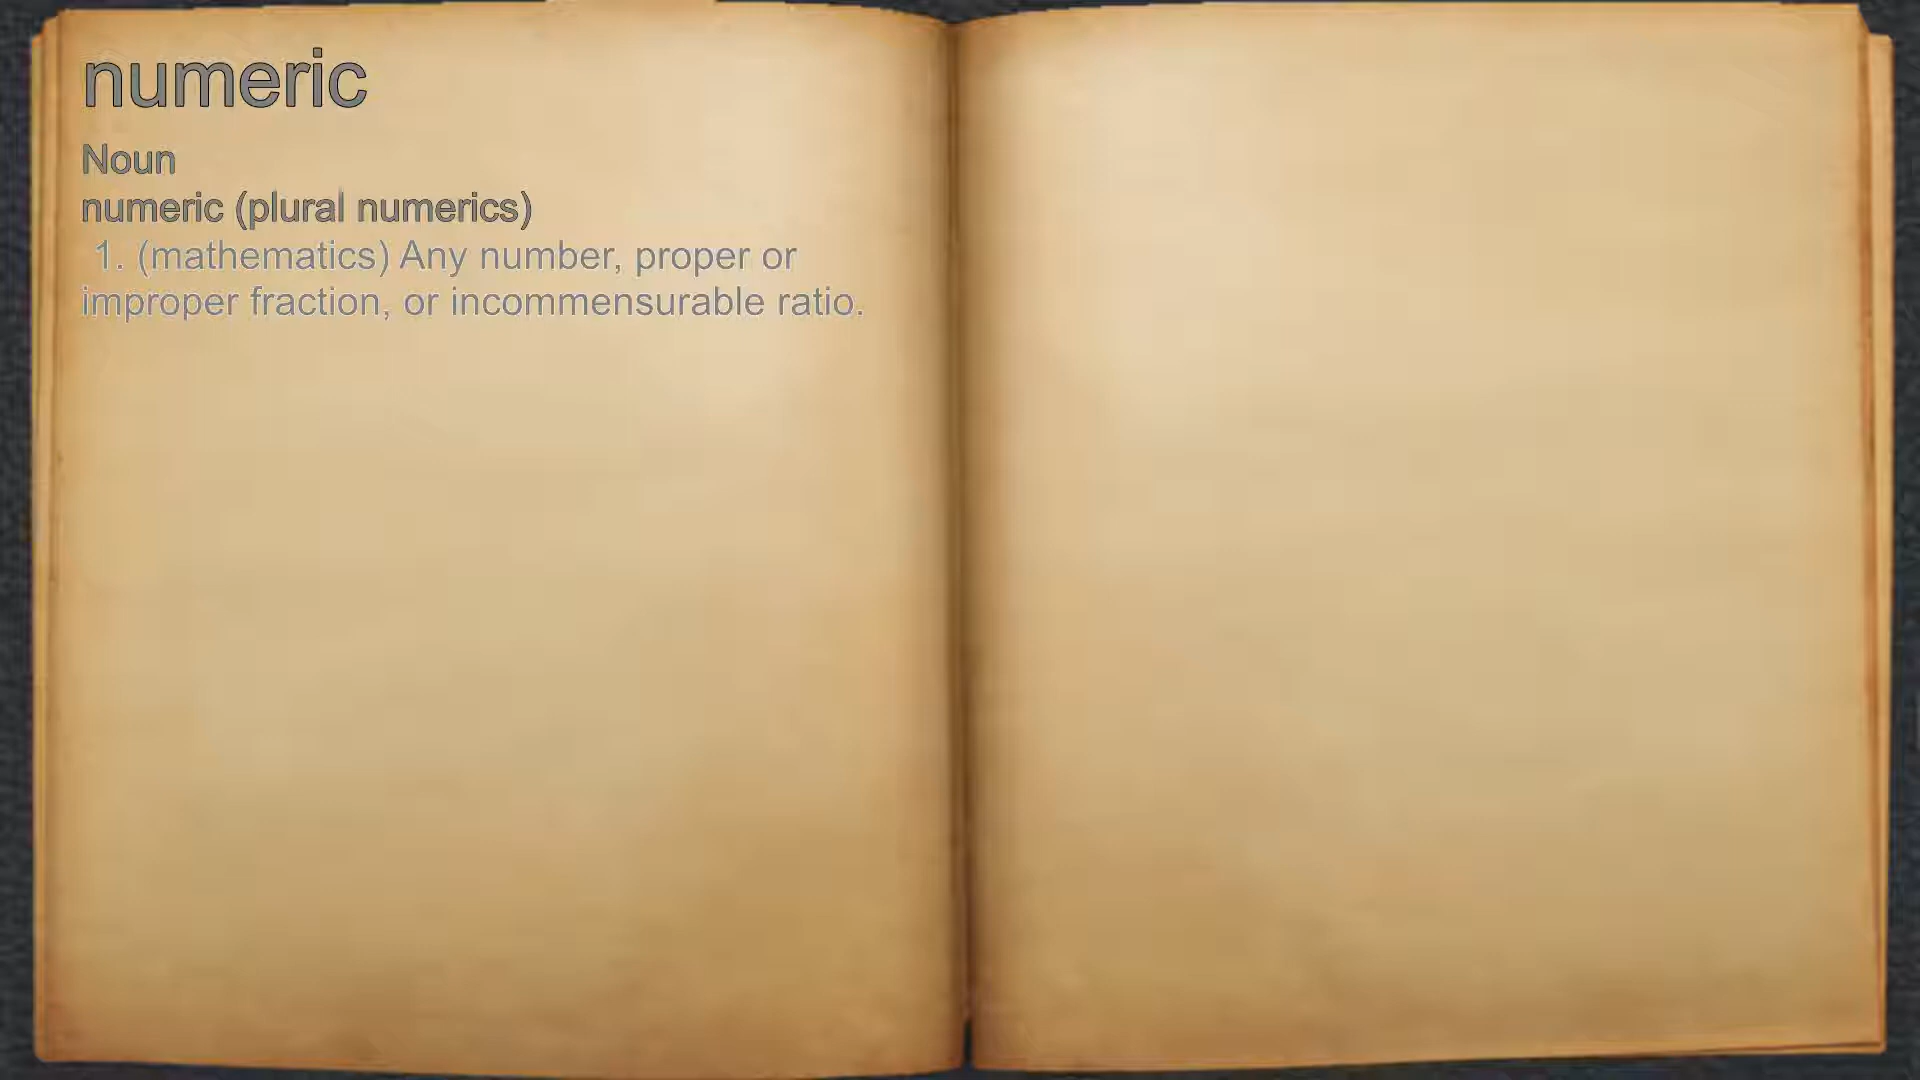 numeric
Noun
numeric (plural numerics)
1. (mathematics) Any number, proper or
improper fraction, or incommensurable ratio.